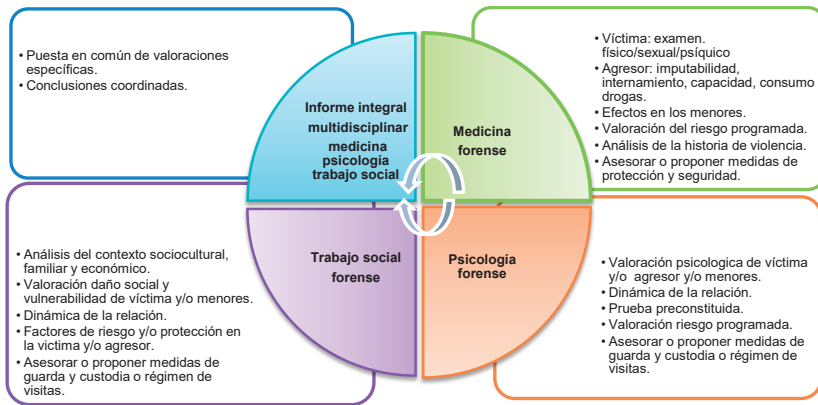 • Puesta en común de valoraciones
específicas.
• Conclusiones coordinadas.
Informe integral
multidisciplinar
medicina
psicología
trabajo social
Medicina
forense
• Víctima: examen.
físico/sexual/psíquico
• Agresor: imputabilidad,
internamiento, capacidad, consumo
drogas.
• Efectos en los menores.
• Valoración del riesgo programada.
• Análisis de la historia de violencia.
• Asesorar o proponer medidas de
protección y seguridad.
• Análisis del contexto sociocultural,
familiar y económico.
• Valoración daño social y
vulnerabilidad de víctima y/o menores.
• Dinámica de la relación.
• Factores de riesgo y/o protección en
la victima y/o agresor.
• Asesorar o proponer medidas de
guarda y custodia o régimen de
visitas.
Trabajo social
forense
Psicología
forense
• Valoración psicologica de víctima
y/o agresor y/o menores.
• Dinámica de la relación.
• Prueba preconstituida.
• Valoración riesgo programada.
• Asesorar o proponer medidas de
guarda y custodia o régimen de
visitas.